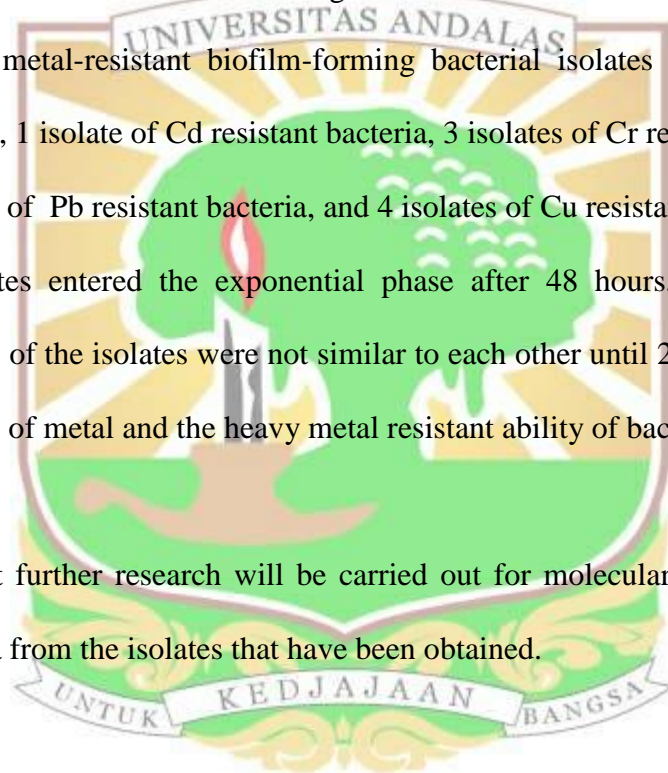 UNIVERSITAS ANDALAS
metal-resistant biofilm-forming bacterial isolates
, 1 isolate of Cd resistant bacteria, 3 isolates of Cr re
of Pb resistant bacteria, and 4 isolates of Cu resista
tes entered the exponential phase after 48 hours.
of the isolates were not similar to each other until 2
of metal and the heavy metal resistant ability of bac
t further research will be carried out for molecular
from the isolates that have been obtained.
UNTUK KEDJAJAAN BANGSA